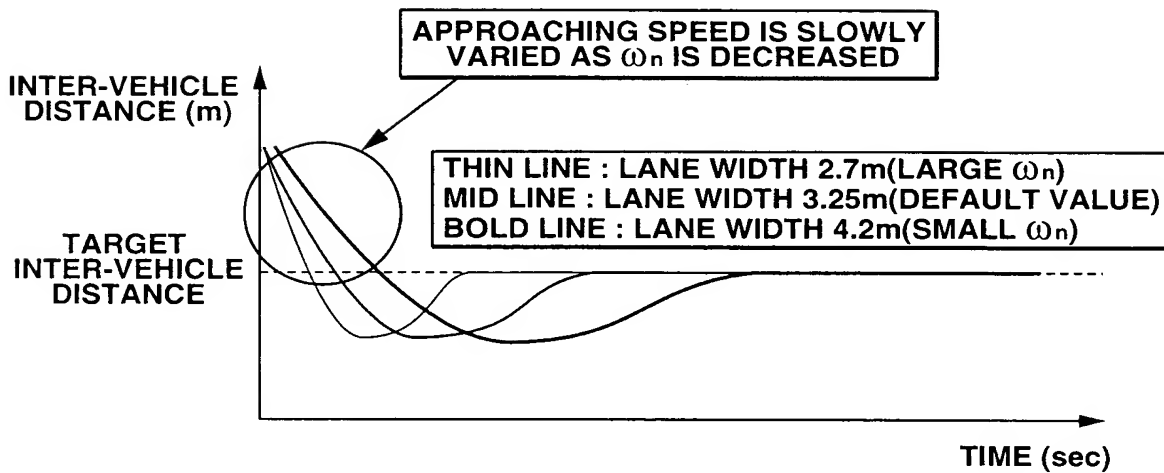 APPROACHING SPEED IS SLOWLY
VARIED AS ωn IS DECREASED
INTER-VEHICLE
DISTANCE (m)
THIN LINE : LANE WIDTH 2.7m(LARGE ωn)
MID LINE : LANE WIDTH 3.25m(DEFAULT VALUE)
BOLD LINE : LANE WIDTH 4.2m(SMALL ωn)
TARGET
INTER-VEHICLE
DISTANCE
TIME (sec)